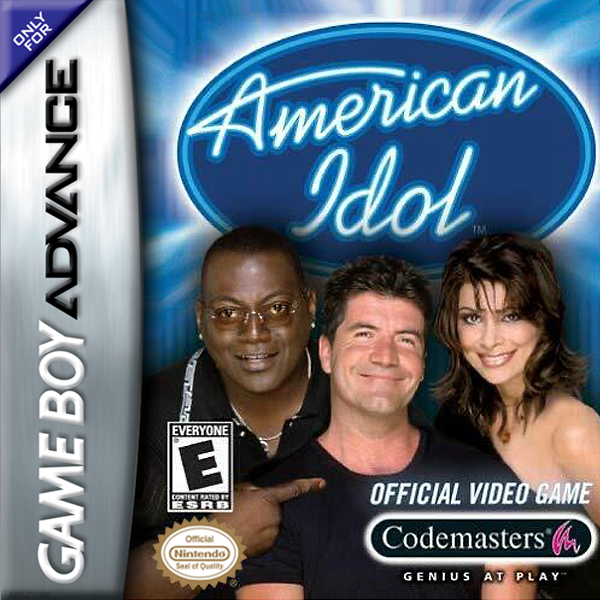 ONLY
FOR
GAME BOY ADVANCE
American
Idol
TM
EVERYONE
E
CONTENT RATED BY
ESRB
Official
Nintendo
Seal of Quality
OFFICIAL VIDEO GAME
Codemasters
GENIUS AT PLAY